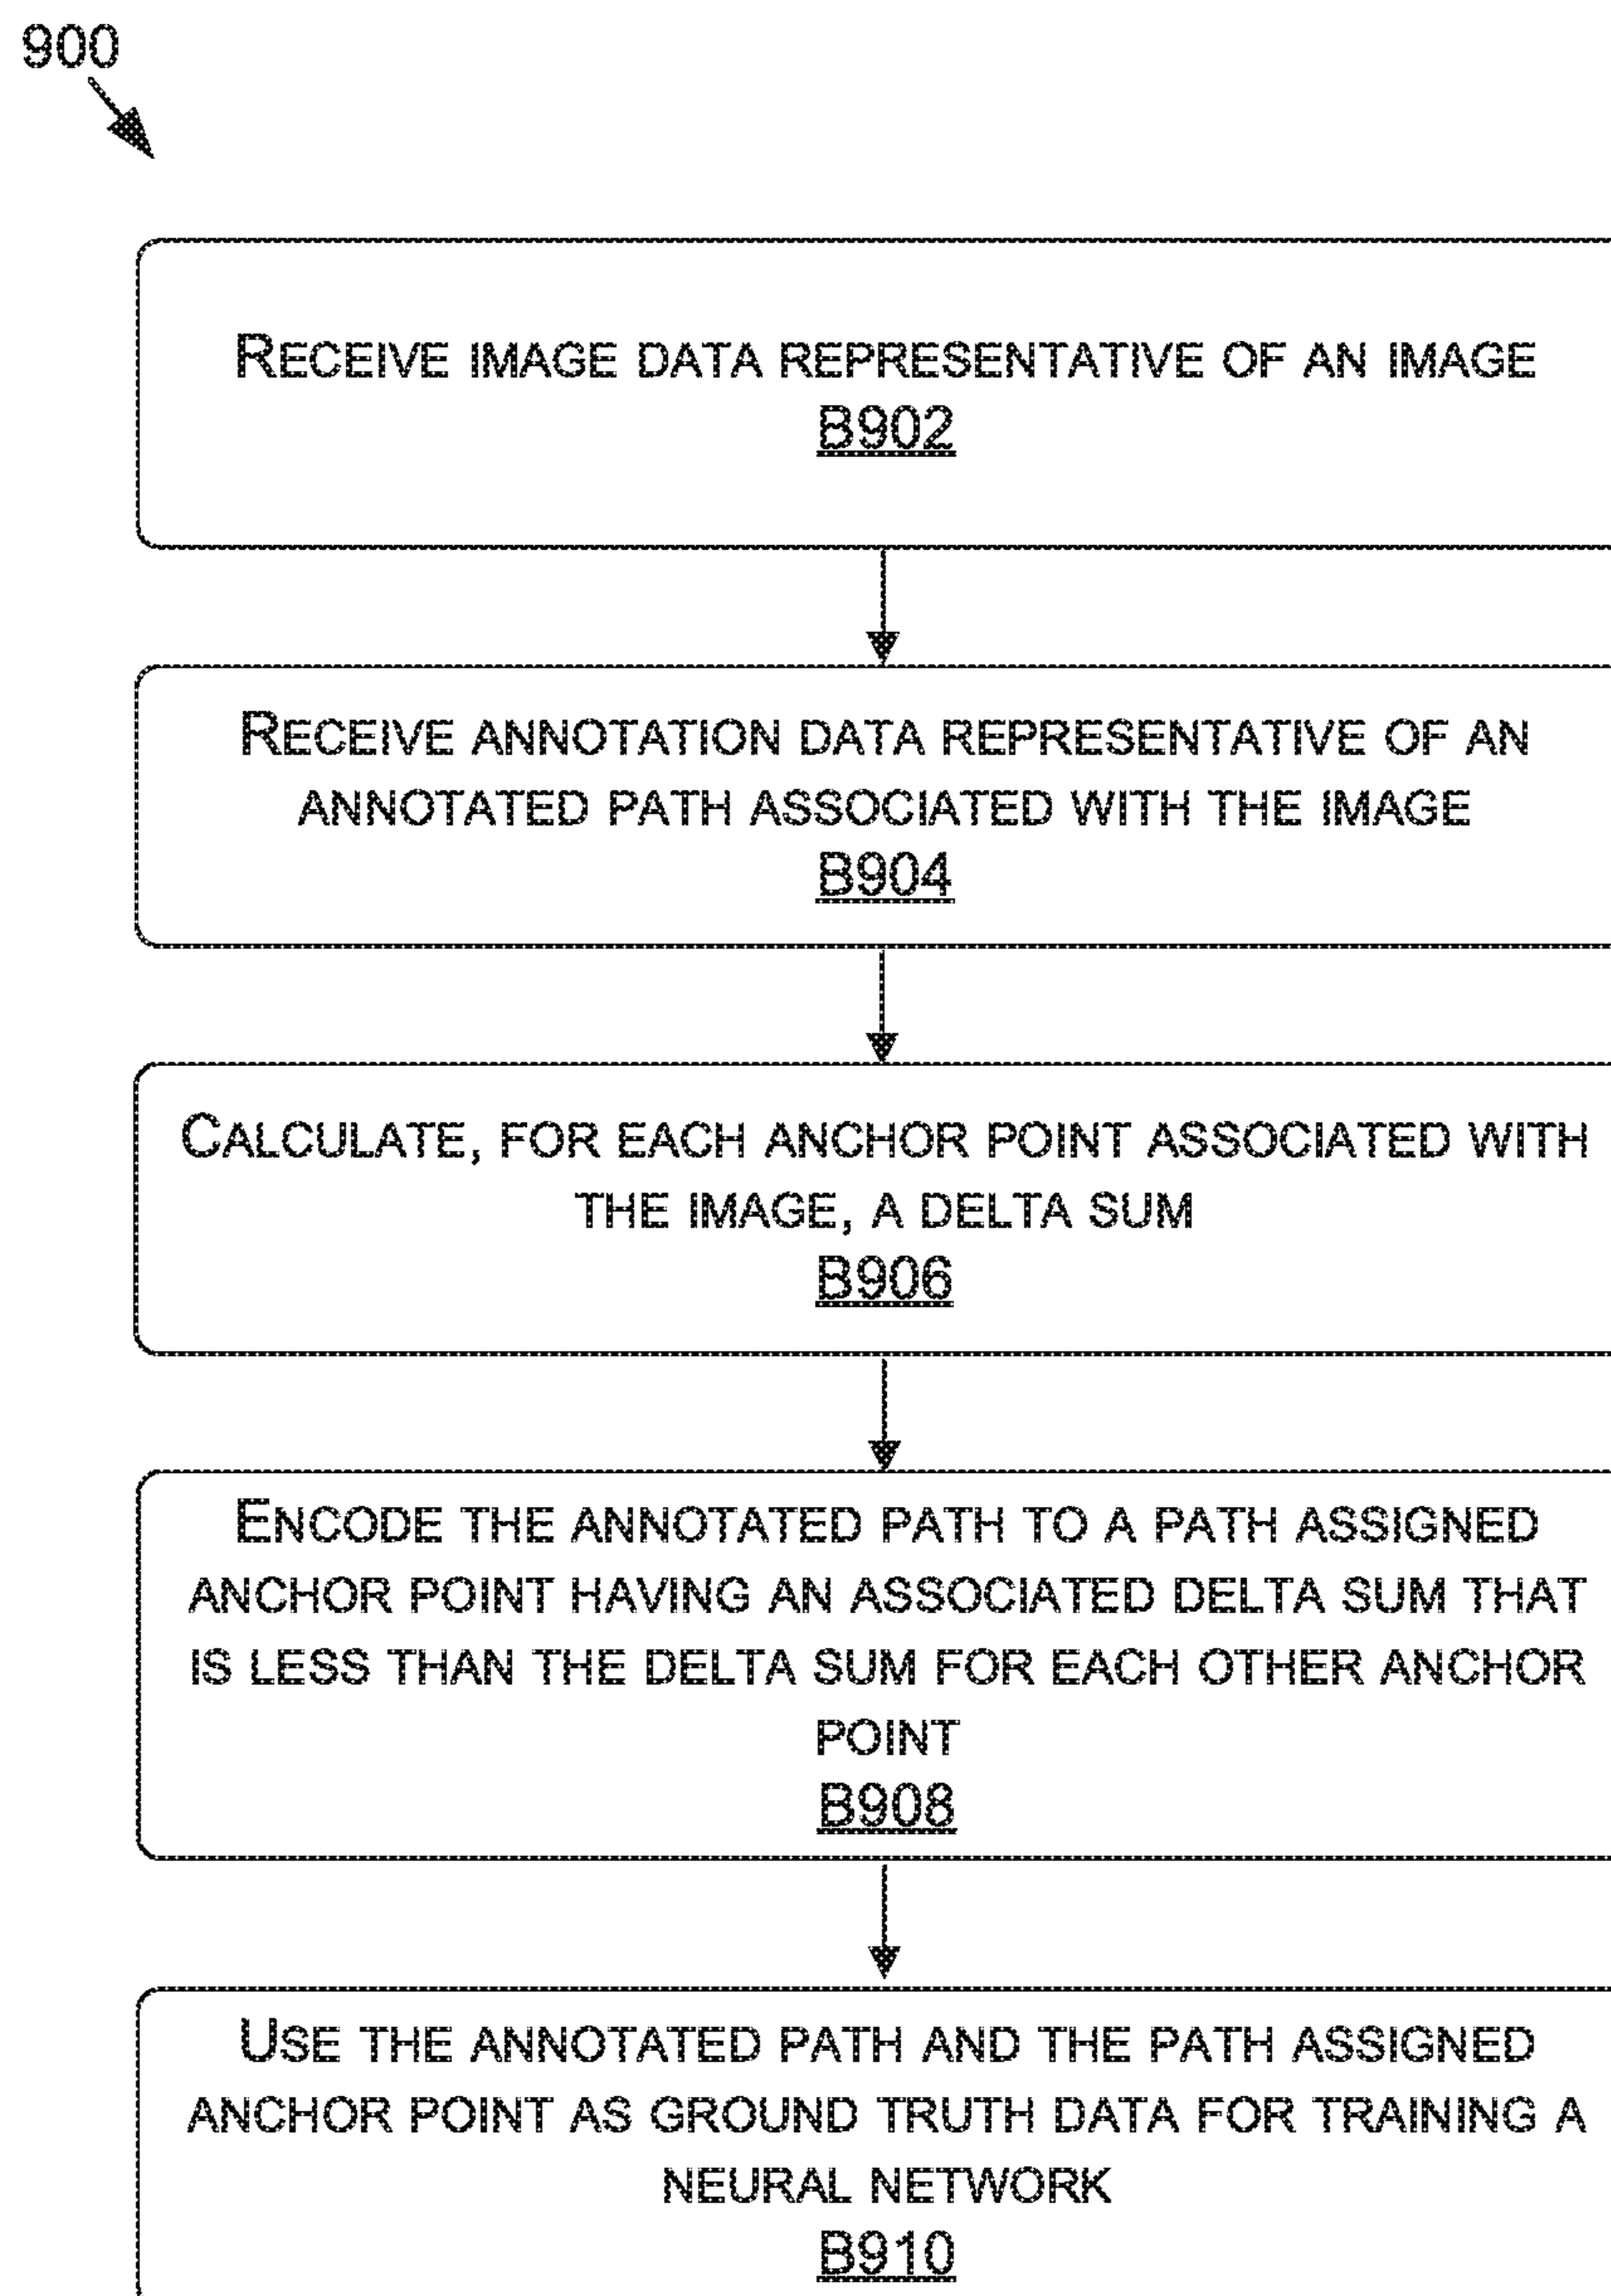 900
RECEIVE IMAGE DATA REPRESENTATIVE OF AN IMAGE
B902
RECEIVE ANNOTATION DATA REPRESENTATIVE OF AN
ANNOTATED PATH ASSOCIATED WITH THE IMAGE
B904
CALCULATE, FOR EACH ANCHOR POINT ASSOCIATED WITH
THE IMAGE, A DELTA SUM
B906
ENCODE THE ANNOTATED PATH TO A PATH ASSIGNED
ANCHOR POINT HAVING AN ASSOCIATED DELTA SUM THAT
IS LESS THAN THE DELTA SUM FOR EACH OTHER ANCHOR
POINT
B908
USE THE ANNOTATED PATH AND THE PATH ASSIGNED
ANCHOR POINT AS GROUND TRUTH DATA FOR TRAINING A
NEURAL NETWORK
B910